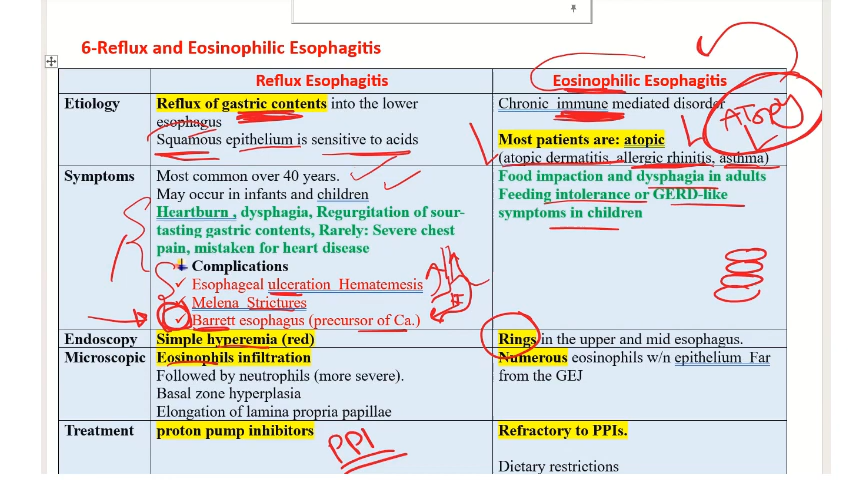 6-Reflux and Eosinophilic Esophagitis
Reflux Esophagitis
Eosinophilic Esophagitis
Etiology
Reflux of gastric contents into the lower
esophagus
Squamous epithelium is sensitive to acids
Chronic immune mediated disorder
Most patients are: atopic
(atopic dermatitis, allergic rhinitis, asthma)
ATopy
Symptoms
Most common over 40 years.
May occur in infants and children
Heartburn , dysphagia, Regurgitation of sour-
tasting gastric contents, Rarely: Severe chest
pain, mistaken for heart disease
Complications
✓ Esophageal ulceration Hematemesis
✓ Melena Strictures
✓ Barrett esophagus (precursor of Ca.)
Food impaction and dysphagia in adults
Feeding intolerance or GERD-like
symptoms in children
Endoscopy
Simple hyperemia (red)
Rings in the upper and mid esophagus.
Microscopic
Eosinophils infiltration
Followed by neutrophils (more severe).
Basal zone hyperplasia
Elongation of lamina propria papillae
Numerous eosinophils w/n epithelium Far
from the GEJ
Treatment
proton pump inhibitors
PPI
Refractory to PPIs.
Dietary restrictions